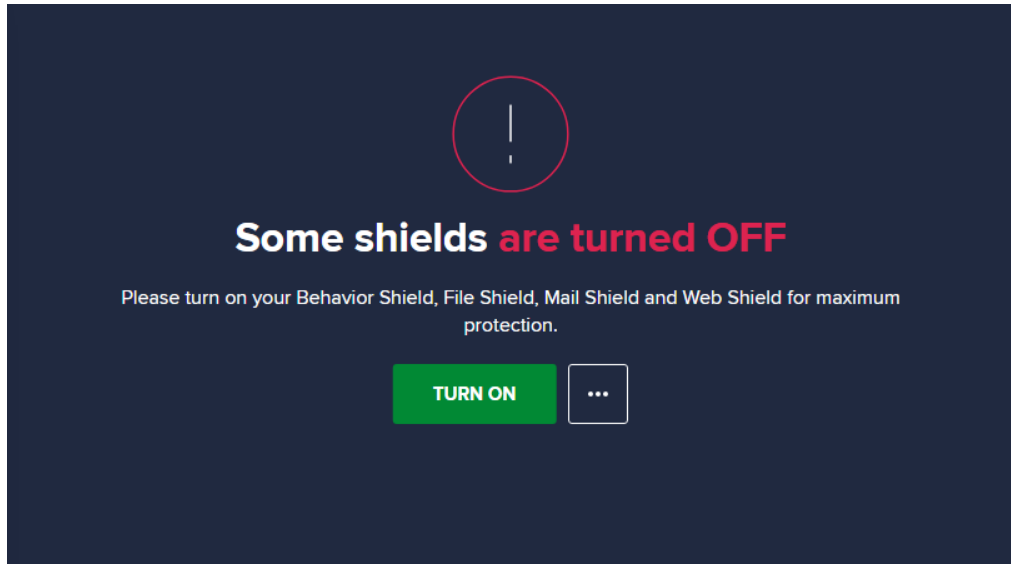 Some shields are turned OFF
Please turn on your Behavior Shield, File Shield, Mail Shield and Web Shield for maximum
protection.
TURN ON